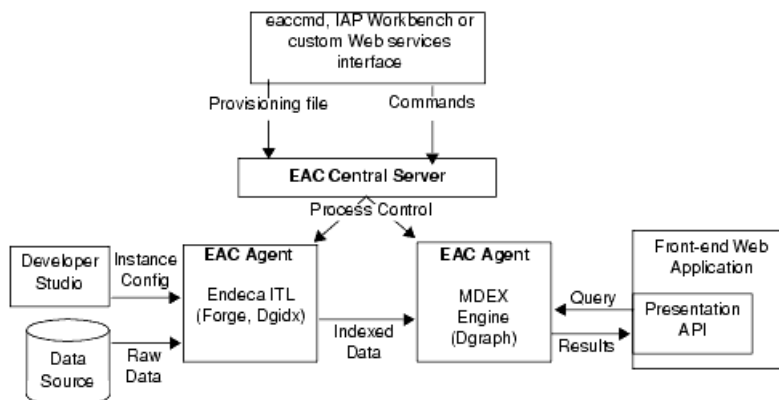 eaccmd, IAP Workbench or
custom Web services
interface
Provisioning file
Commands
EAC Central Server
Process Control
Developer
Studio
Instance
Config
EAC Agent
Endeca ITL
(Forge, Dgidx)
EAC Agent
MDEX
Engine
(Dgraph)
Front-end Web
Application
Query
Presentation
API
Results
Indexed
Data
Data
Source
Raw
Data